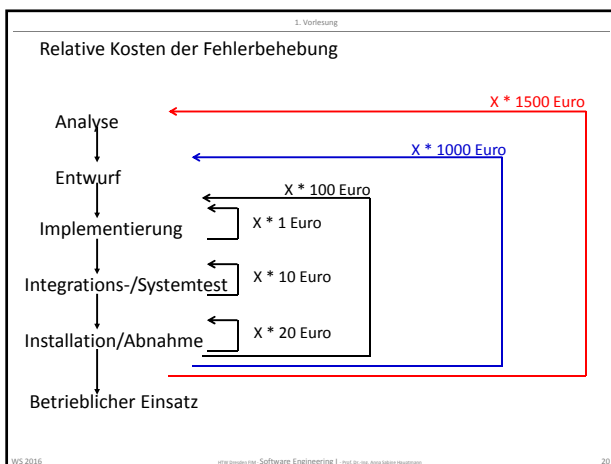 1. Vorlesung
Relative Kosten der Fehlerbehebung
X * 1500 Euro
Analyse
X * 1000 Euro
Entwurf
X * 100 Euro
Implementierung
X * 1 Euro
Integrations-/Systemtest
X * 10 Euro
Installation/Abnahme
X * 20 Euro
Betrieblicher Einsatz
WS 2016
Software Engineering I
20